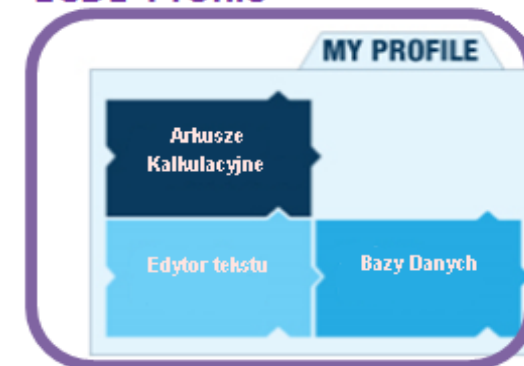 MY PROFILE
Arkusze
Kalkulacyjne
Edytor tekstu
Bazy Danych